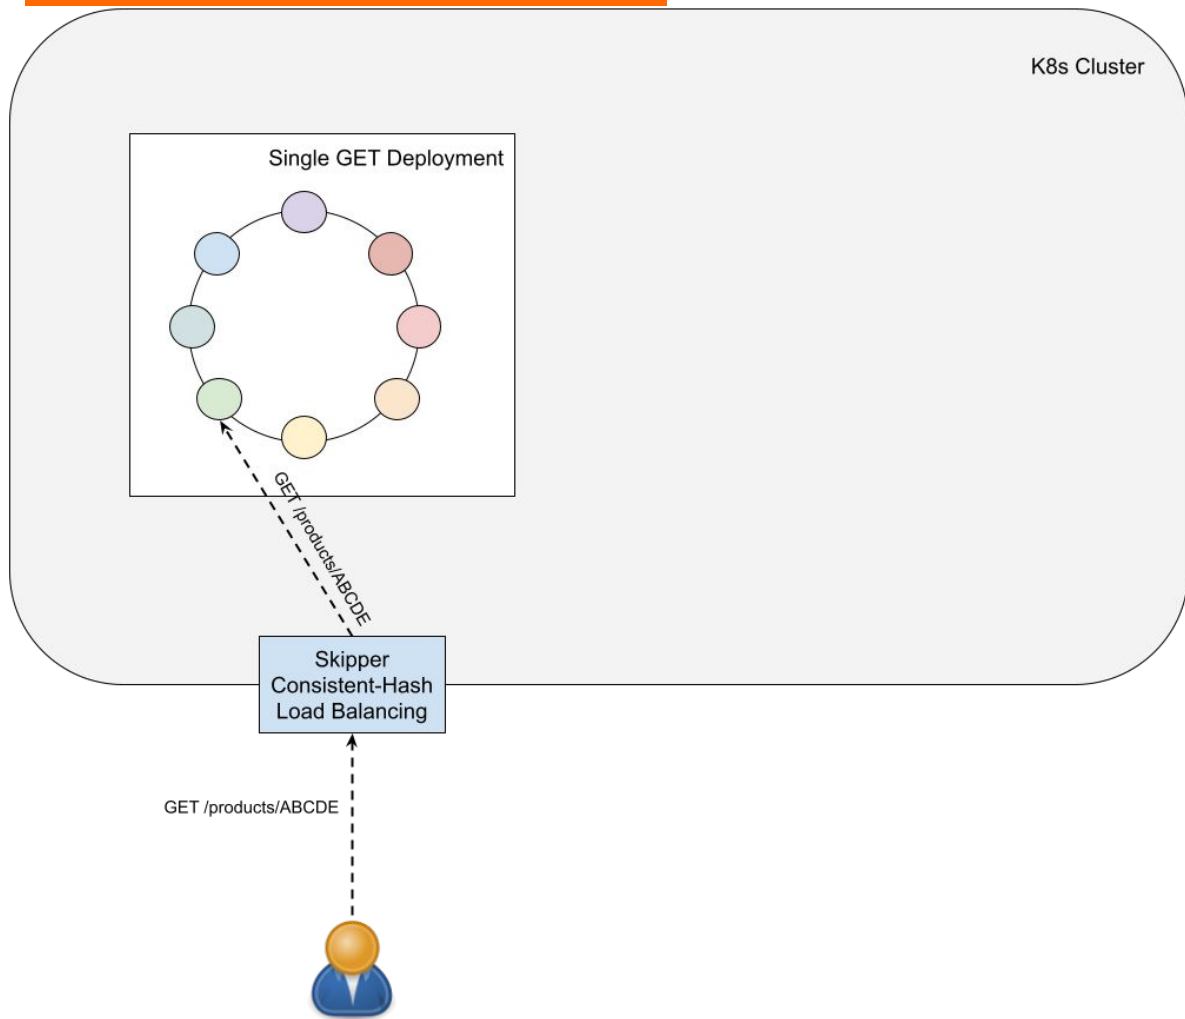 K8s Cluster
Single GET Deployment
GET /products/ABCDE
Skipper
Consistent-Hash
Load Balancing
GET /products/ABCDE